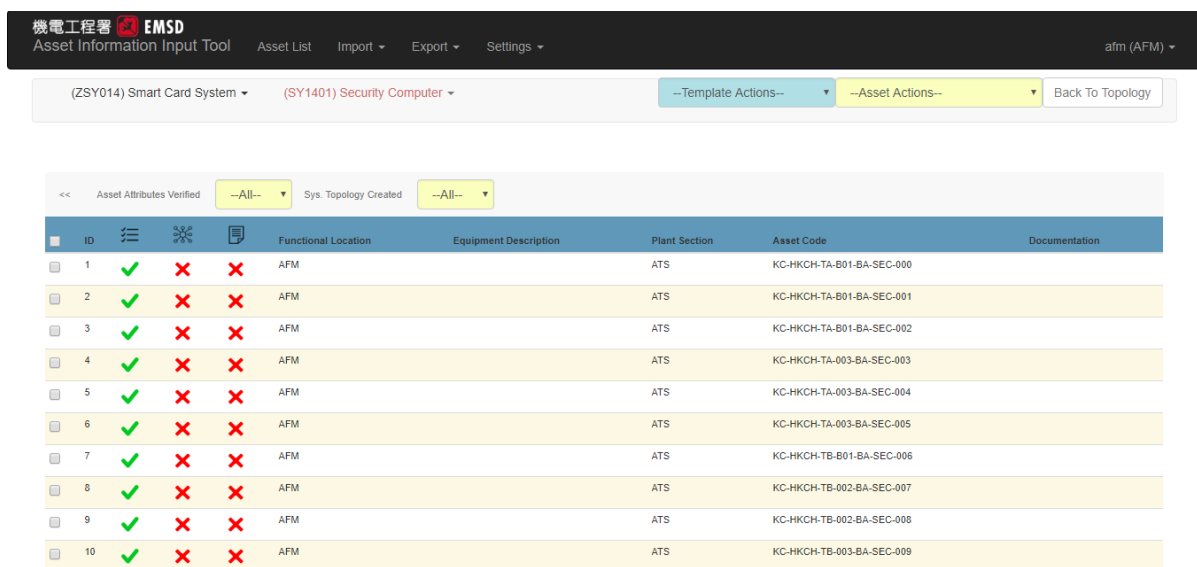 機電工程署 EMSD
Asset Information Input Tool Asset List Import Export Settings afm (AFM)
(ZSY014) Smart Card System (SY1401) Security Computer --Template Actions-- --Asset Actions-- Back To Topology
<< Asset Attributes Verified --All-- Sys. Topology Created --All--
ID Functional Location Equipment Description Plant Section Asset Code Documentation
1 AFM ATS KC-HKCH-TA-B01-BA-SEC-000
2 AFM ATS KC-HKCH-TA-B01-BA-SEC-001
3 AFM ATS KC-HKCH-TA-B01-BA-SEC-002
4 AFM ATS KC-HKCH-TA-003-BA-SEC-003
5 AFM ATS KC-HKCH-TA-003-BA-SEC-004
6 AFM ATS KC-HKCH-TA-003-BA-SEC-005
7 AFM ATS KC-HKCH-TB-B01-BA-SEC-006
8 AFM ATS KC-HKCH-TB-002-BA-SEC-007
9 AFM ATS KC-HKCH-TB-002-BA-SEC-008
10 AFM ATS KC-HKCH-TB-003-BA-SEC-009